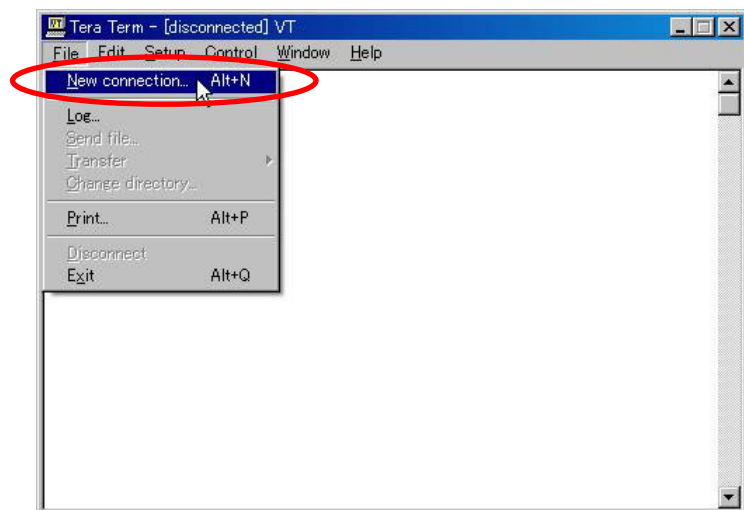 Tera Term - [disconnected] VT
File Edit Setup Control Window Help
New connection... Alt+N
Log...
Send file...
Transfer
Change directory...
Print... Alt+P
Disconnect
Exit Alt+Q